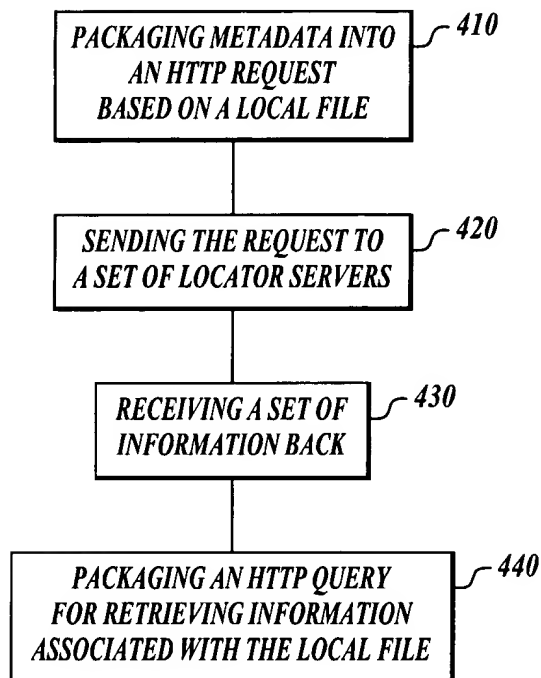 PACKAGING METADATA INTO
AN HTTP REQUEST
BASED ON A LOCAL FILE
410
SENDING THE REQUEST TO
A SET OF LOCATOR SERVERS
420
RECEIVING A SET OF
INFORMATION BACK
430
PACKAGING AN HTTP QUERY
FOR RETRIEVING INFORMATION
ASSOCIATED WITH THE LOCAL FILE
440